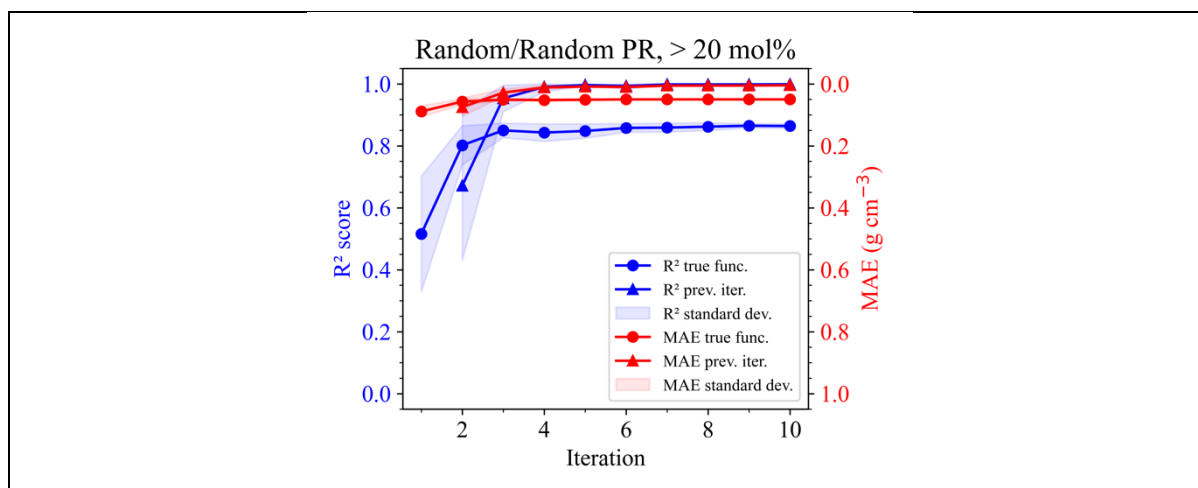 Random/Random PR, > 20 mol%
1.0
0.8
0.6
0.4
0.2
0.0
R² score
0.0
0.2
0.4
0.6
0.8
1.0
MAE (g cm⁻³)
R² true func.
R² prev. iter.
R² standard dev.
MAE true func.
MAE prev. iter.
MAE standard dev.
2 4 6 8 10
Iteration